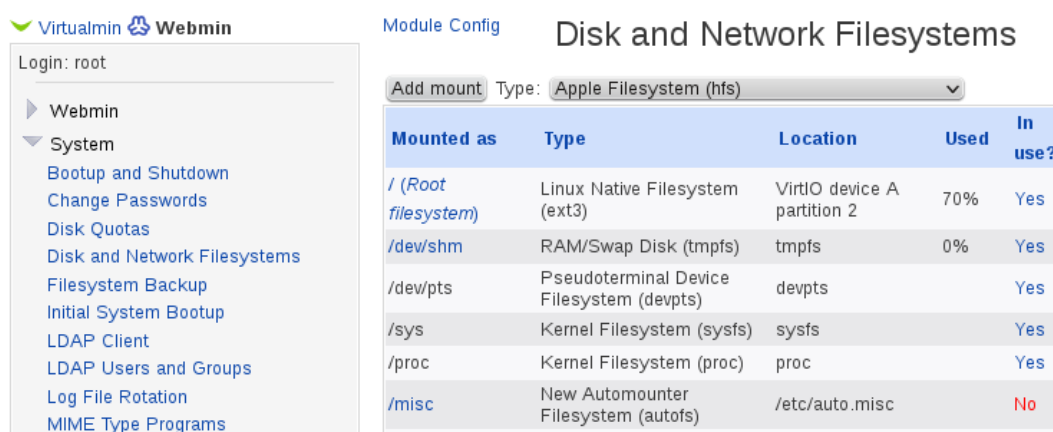 Virtualmin Webmin
Login: root
Webmin
System
Bootup and Shutdown
Change Passwords
Disk Quotas
Disk and Network Filesystems
Filesystem Backup
Initial System Bootup
LDAP Client
LDAP Users and Groups
Log File Rotation
MIME Type Programs
Module Config
Disk and Network Filesystems
Add mount Type: Apple Filesystem (hfs)
Mounted as Type Location Used In use?
/ (Root filesystem) Linux Native Filesystem (ext3) VirtIO device A partition 2 70% Yes
/dev/shm RAM/Swap Disk (tmpfs) tmpfs 0% Yes
/dev/pts Pseudoterminal Device Filesystem (devpts) devpts Yes
/sys Kernel Filesystem (sysfs) sysfs Yes
/proc Kernel Filesystem (proc) proc Yes
/misc New Automounter Filesystem (autofs) /etc/auto.misc No